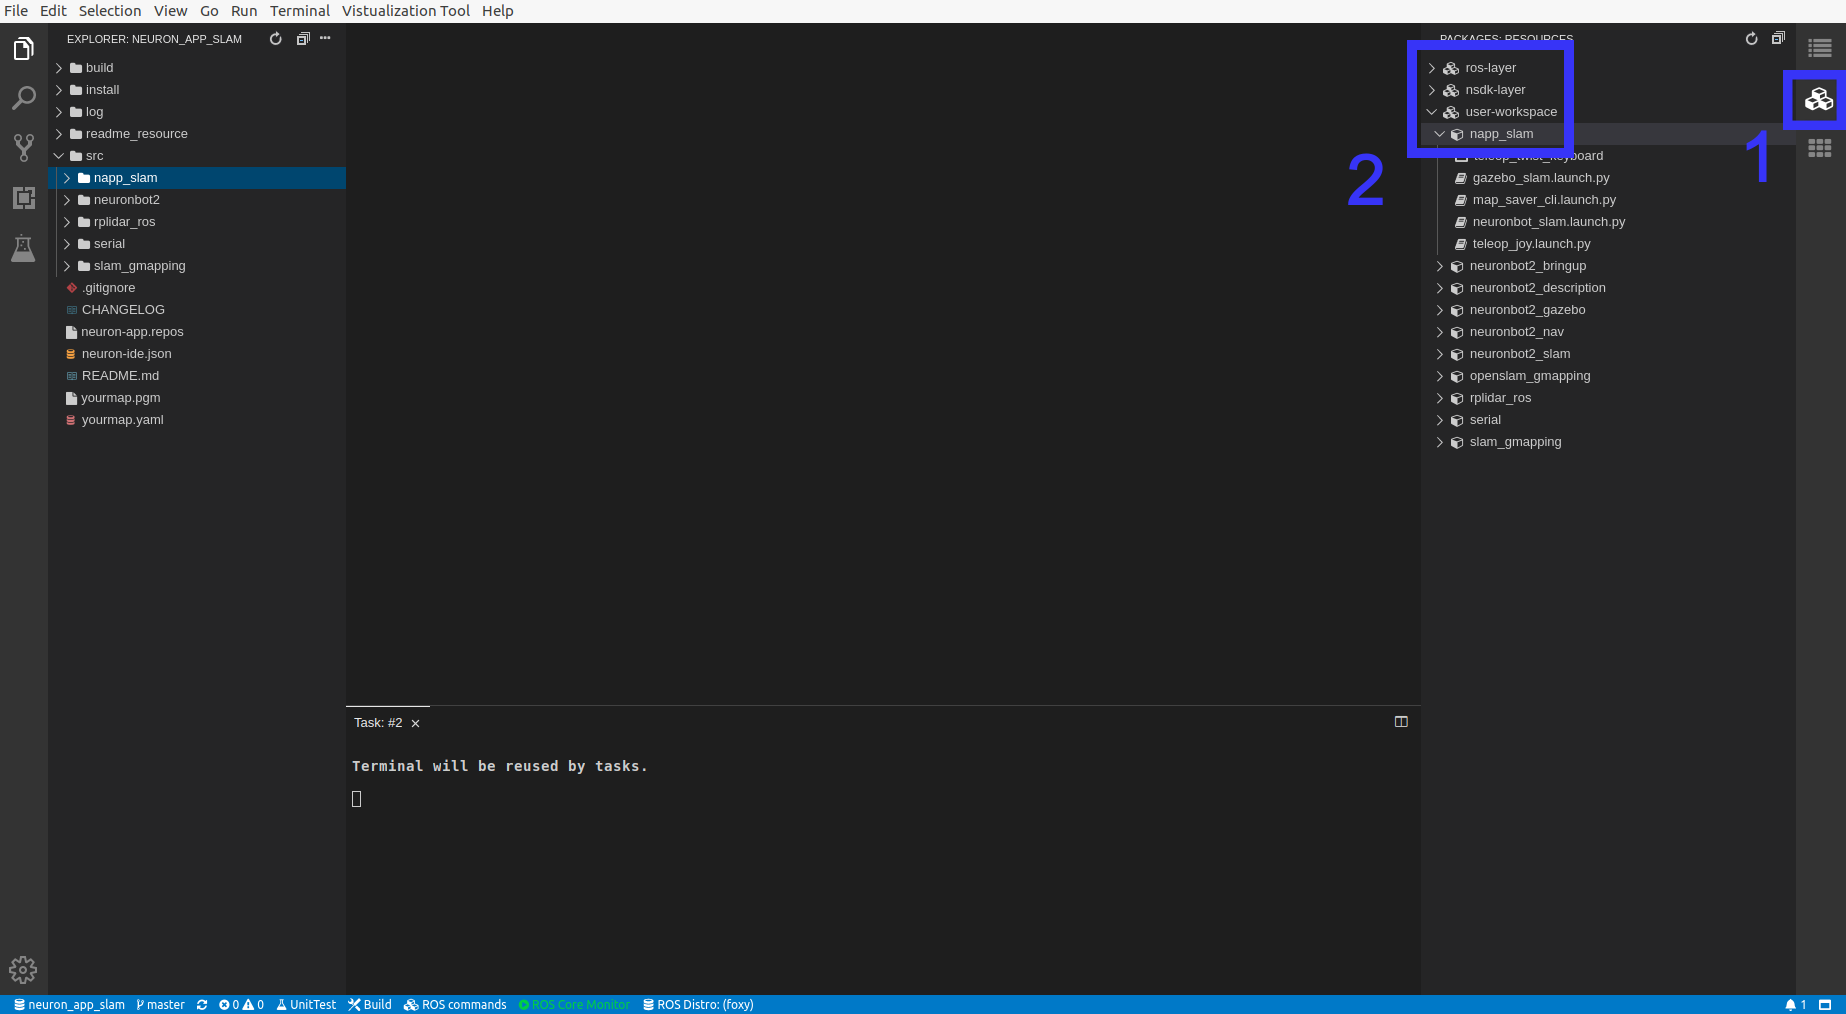 File Edit Selection View Go Run Terminal Vistualization Tool Help
EXPLORER: NEURON_APP_SLAM
build
install
log
readme_resource
src
napp_slam
neuronbot2
rplidar_ros
serial
slam_gmapping
.gitignore
CHANGELOG
neuron-app.repos
neuron-ide.json
README.md
yourmap.pgm
yourmap.yaml
Task: #2
Terminal will be reused by tasks.
PACKAGES: RESOURCES
ros-layer
nsdk-layer
user-workspace
napp_slam
teleop_twist_keyboard
gazebo_slam.launch.py
map_saver_cli.launch.py
neuronbot_slam.launch.py
teleop_joy.launch.py
neuronbot2_bringup
neuronbot2_description
neuronbot2_gazebo
neuronbot2_nav
neuronbot2_slam
openslam_gmapping
rplidar_ros
serial
slam_gmapping
1
2
neuron_app_slam master 0 0 UnitTest Build ROS commands ROS Core Monitor ROS Distro: (foxy) 1